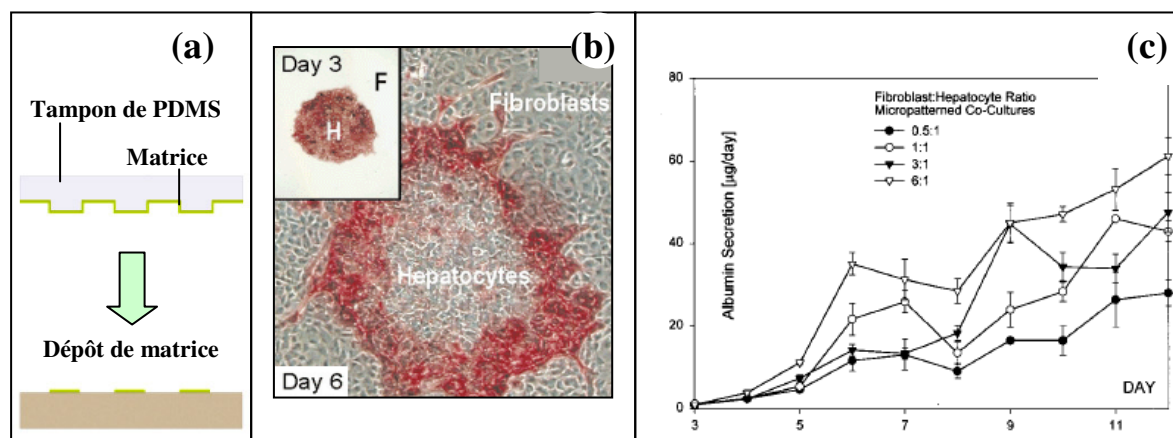 (a)
Tampon de PDMS
Matrice
Dépôt de matrice
(b)
Day 3
F
H
Fibroblasts
Hepatocytes
Day 6
(c)
Fibroblast:Hepatocyte Ratio
Micropatterned Co-Cultures
0.5:1
1:1
3:1
6:1
Albumin Secretion [µg/day]
80
60
40
20
0
3
5
7
9
11
DAY